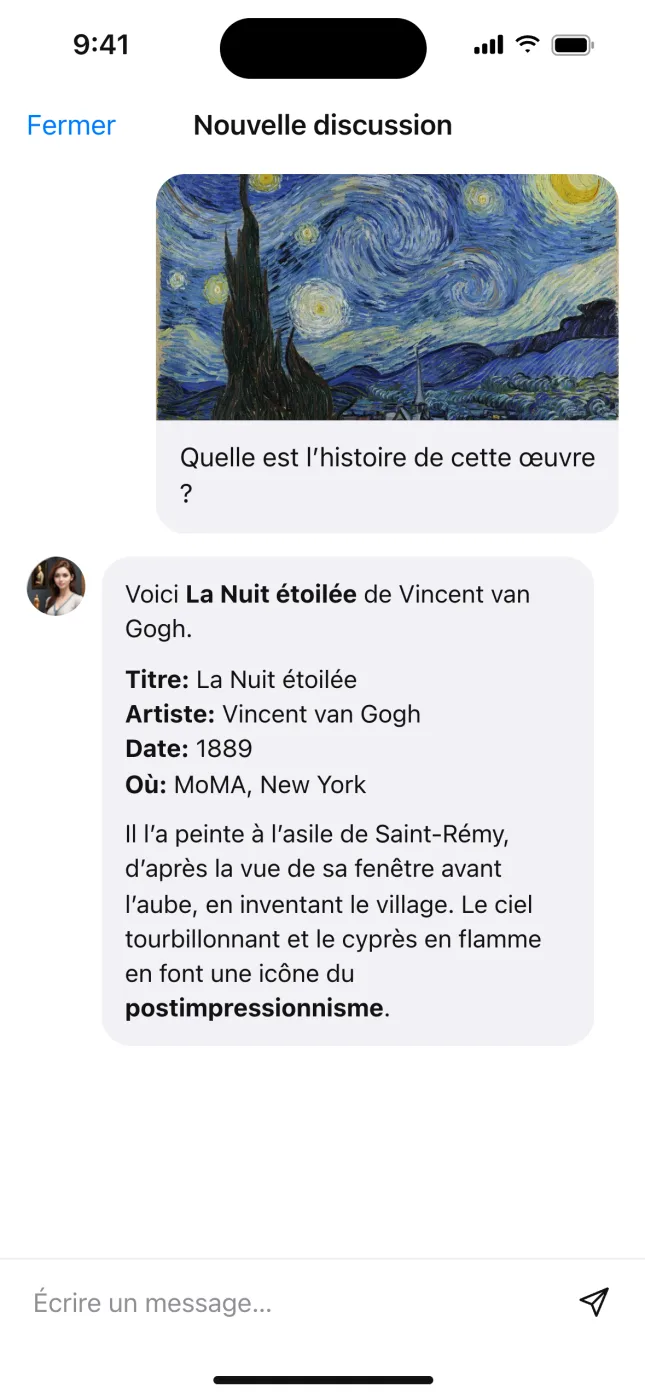 9:41
Fermer
Nouvelle discussion
Quelle est l’histoire de cette œuvre
?
Voici La Nuit étoilée de Vincent van
Gogh.
Titre: La Nuit étoilée
Artiste: Vincent van Gogh
Date: 1889
Où: MoMA, New York
Il l’a peinte à l’asile de Saint-Rémy,
d’après la vue de sa fenêtre avant
l’aube, en inventant le village. Le ciel
tourbillonnant et le cyprès en flamme
en font une icône du
postimpressionnisme.
Écrire un message...